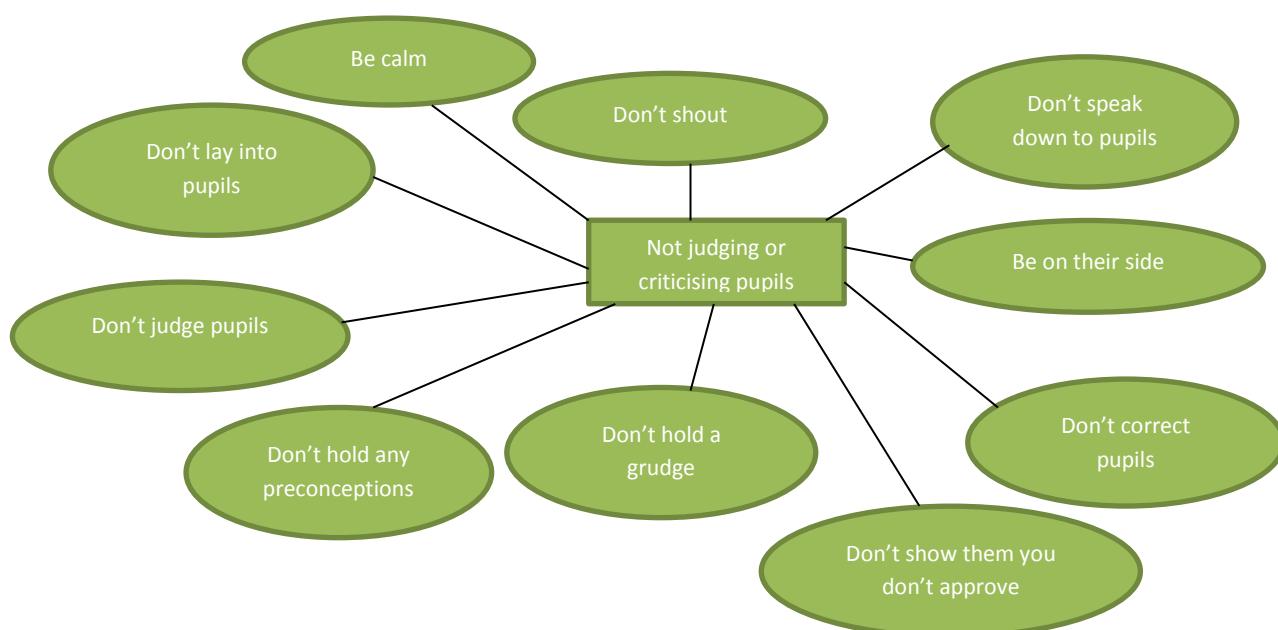 Be calm
Don’t shout
Don’t speak
down to pupils
Don’t lay into
pupils
Not judging or
criticising pupils
Be on their side
Don’t judge pupils
Don’t hold any
preconceptions
Don’t hold a
grudge
Don’t correct
pupils
Don’t show them you
don’t approve